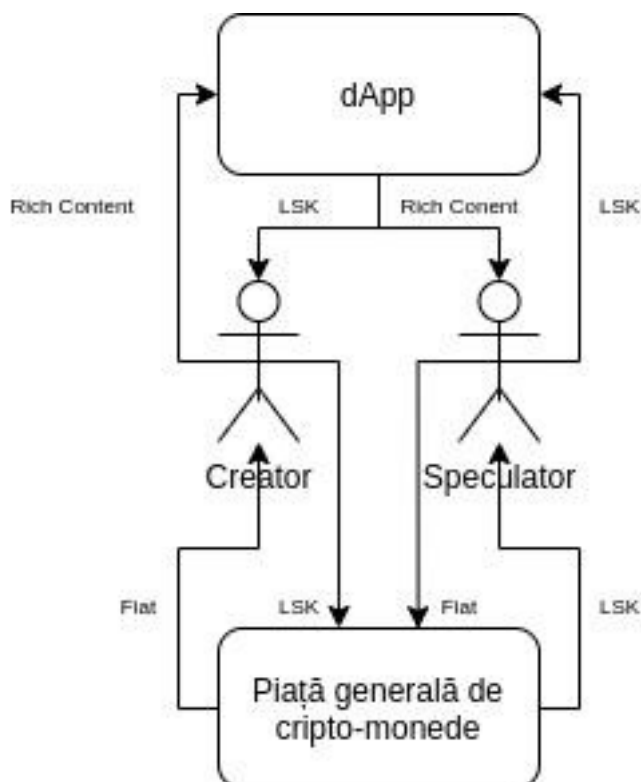 dApp
Rich Content
LSK
Rich Conent
LSK
Creator
Speculator
Fiat
LSK
Fiat
LSK
Piață generală de
cripto-monede